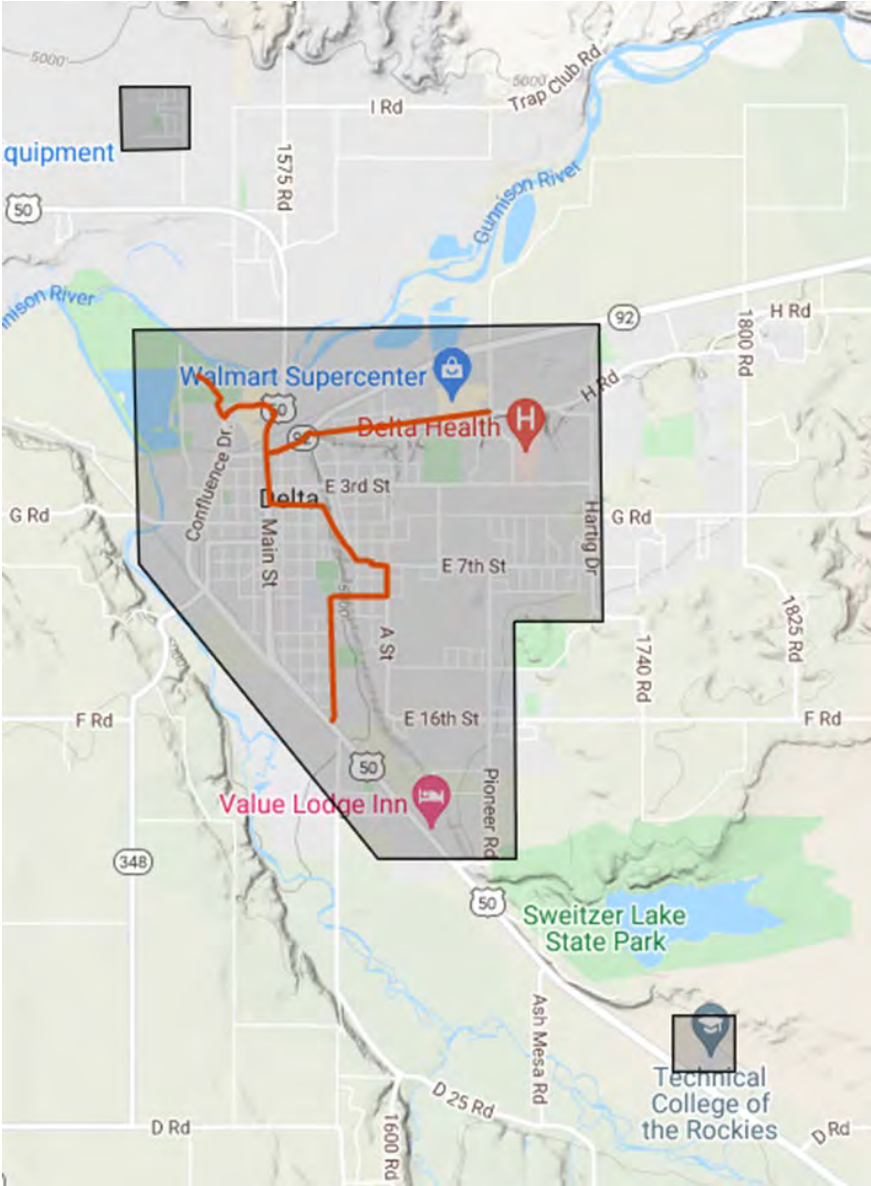 5000'
5000'
Trap Club Rd
I Rd
quipment
1575 Rd
50
Gunnison River
nison River
92
H Rd
1800 Rd
Walmart Supercenter
H Rd
50
Delta Health
H
Confluence Dr
E 3rd St
Delta
G Rd
Hartig Dr
G Rd
Main St
E 7th St
5000'
A St
1740 Rd
1825 Rd
F Rd
E 16th St
F Rd
50
Pioneer Rd
Value Lodge Inn
348
50
Sweitzer Lake
State Park
Ash Mesa Rd
Technical
College of
the Rockies
D 25 Rd
D Rd
1600 Rd
D Rd